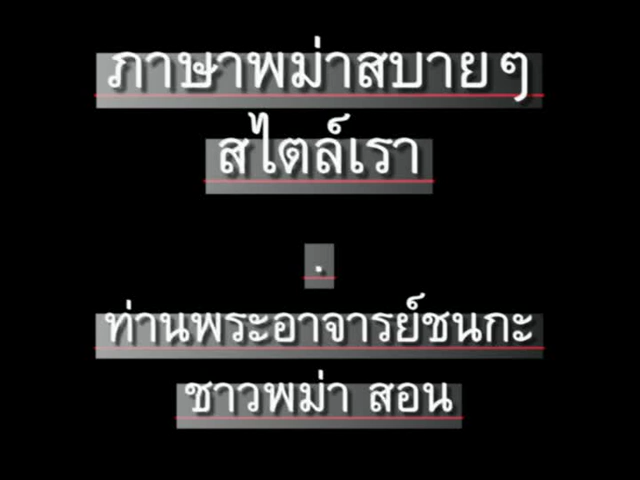 ภาษาพม่าสบายๆ
สไตล์เรา
.
ท่านพระอาจารย์ชนกะ
ชาวพม่า สอน